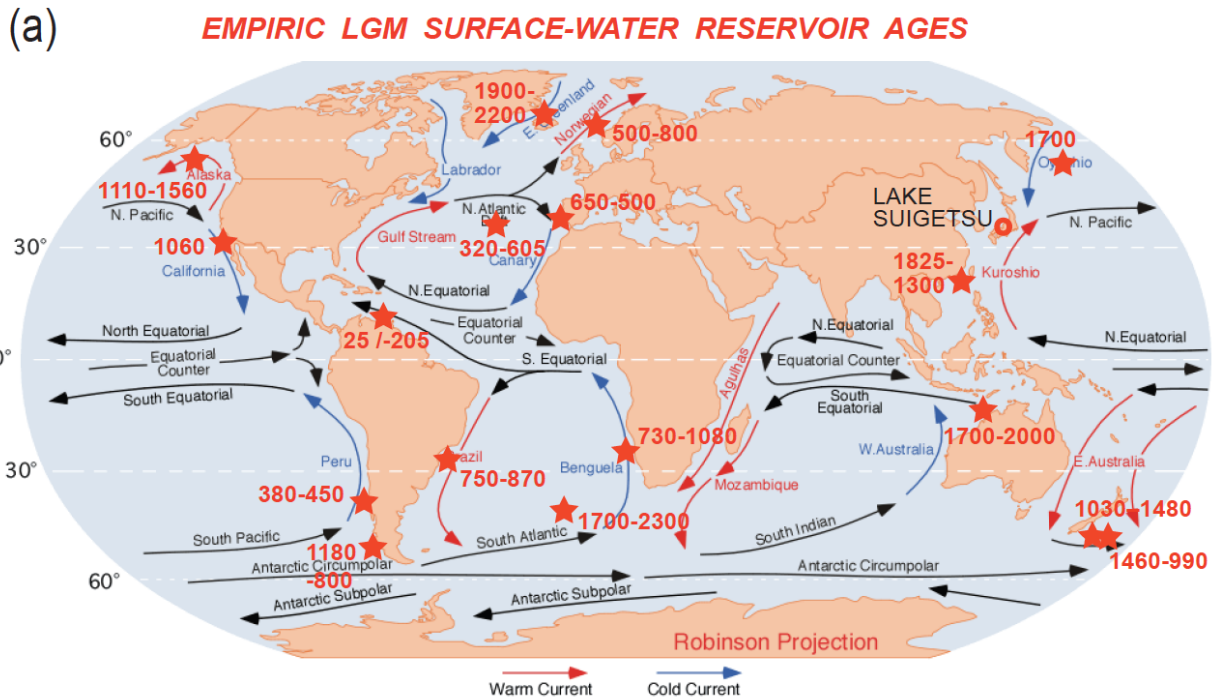 (a)
EMPIRIC LGM SURFACE-WATER RESERVOIR AGES
1900-
2200
E. Greenland
Norwegian
500-800
60°
1700
Alaska
Labrador
1110-1560
N. Pacific
N. Atlantic
650-500
LAKE
SUIGETSU
N. Pacific
1060
30°
Gulf Stream
320-605
California
Canary
1825-
1300
Kuroshio
N.Equatorial
North Equatorial
25 /-205
Equatorial
Counter
N.Equatorial
N.Equatorial
0°
Equatorial
Counter
S. Equatorial
Equatorial Counter
South Equatorial
Agulhas
South
Equatorial
1700-2000
730-1080
Peru
Benguela
W.Australia
E.Australia
30°
750-870
Mozambique
380-450
1700-2300
1030-1480
South Pacific
South Atlantic
South Indian
1180
-800
1460-990
Antarctic Circumpolar
Antarctic Circumpolar
60°
Antarctic Subpolar
Antarctic Subpolar
Robinson Projection
Warm Current
Cold Current